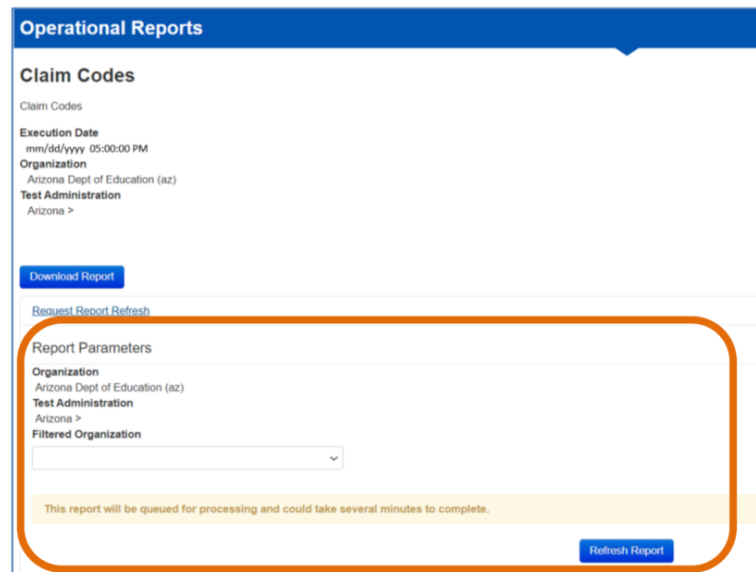 Operational Reports
Claim Codes
Claim Codes
Execution Date
mm/dd/yyyy 05:00:00 PM
Organization
Arizona Dept of Education (az)
Test Administration
Arizona >
Download Report
Request Report Refresh
Report Parameters
Organization
Arizona Dept of Education (az)
Test Administration
Arizona >
Filtered Organization
This report will be queued for processing and could take several minutes to complete.
Refresh Report